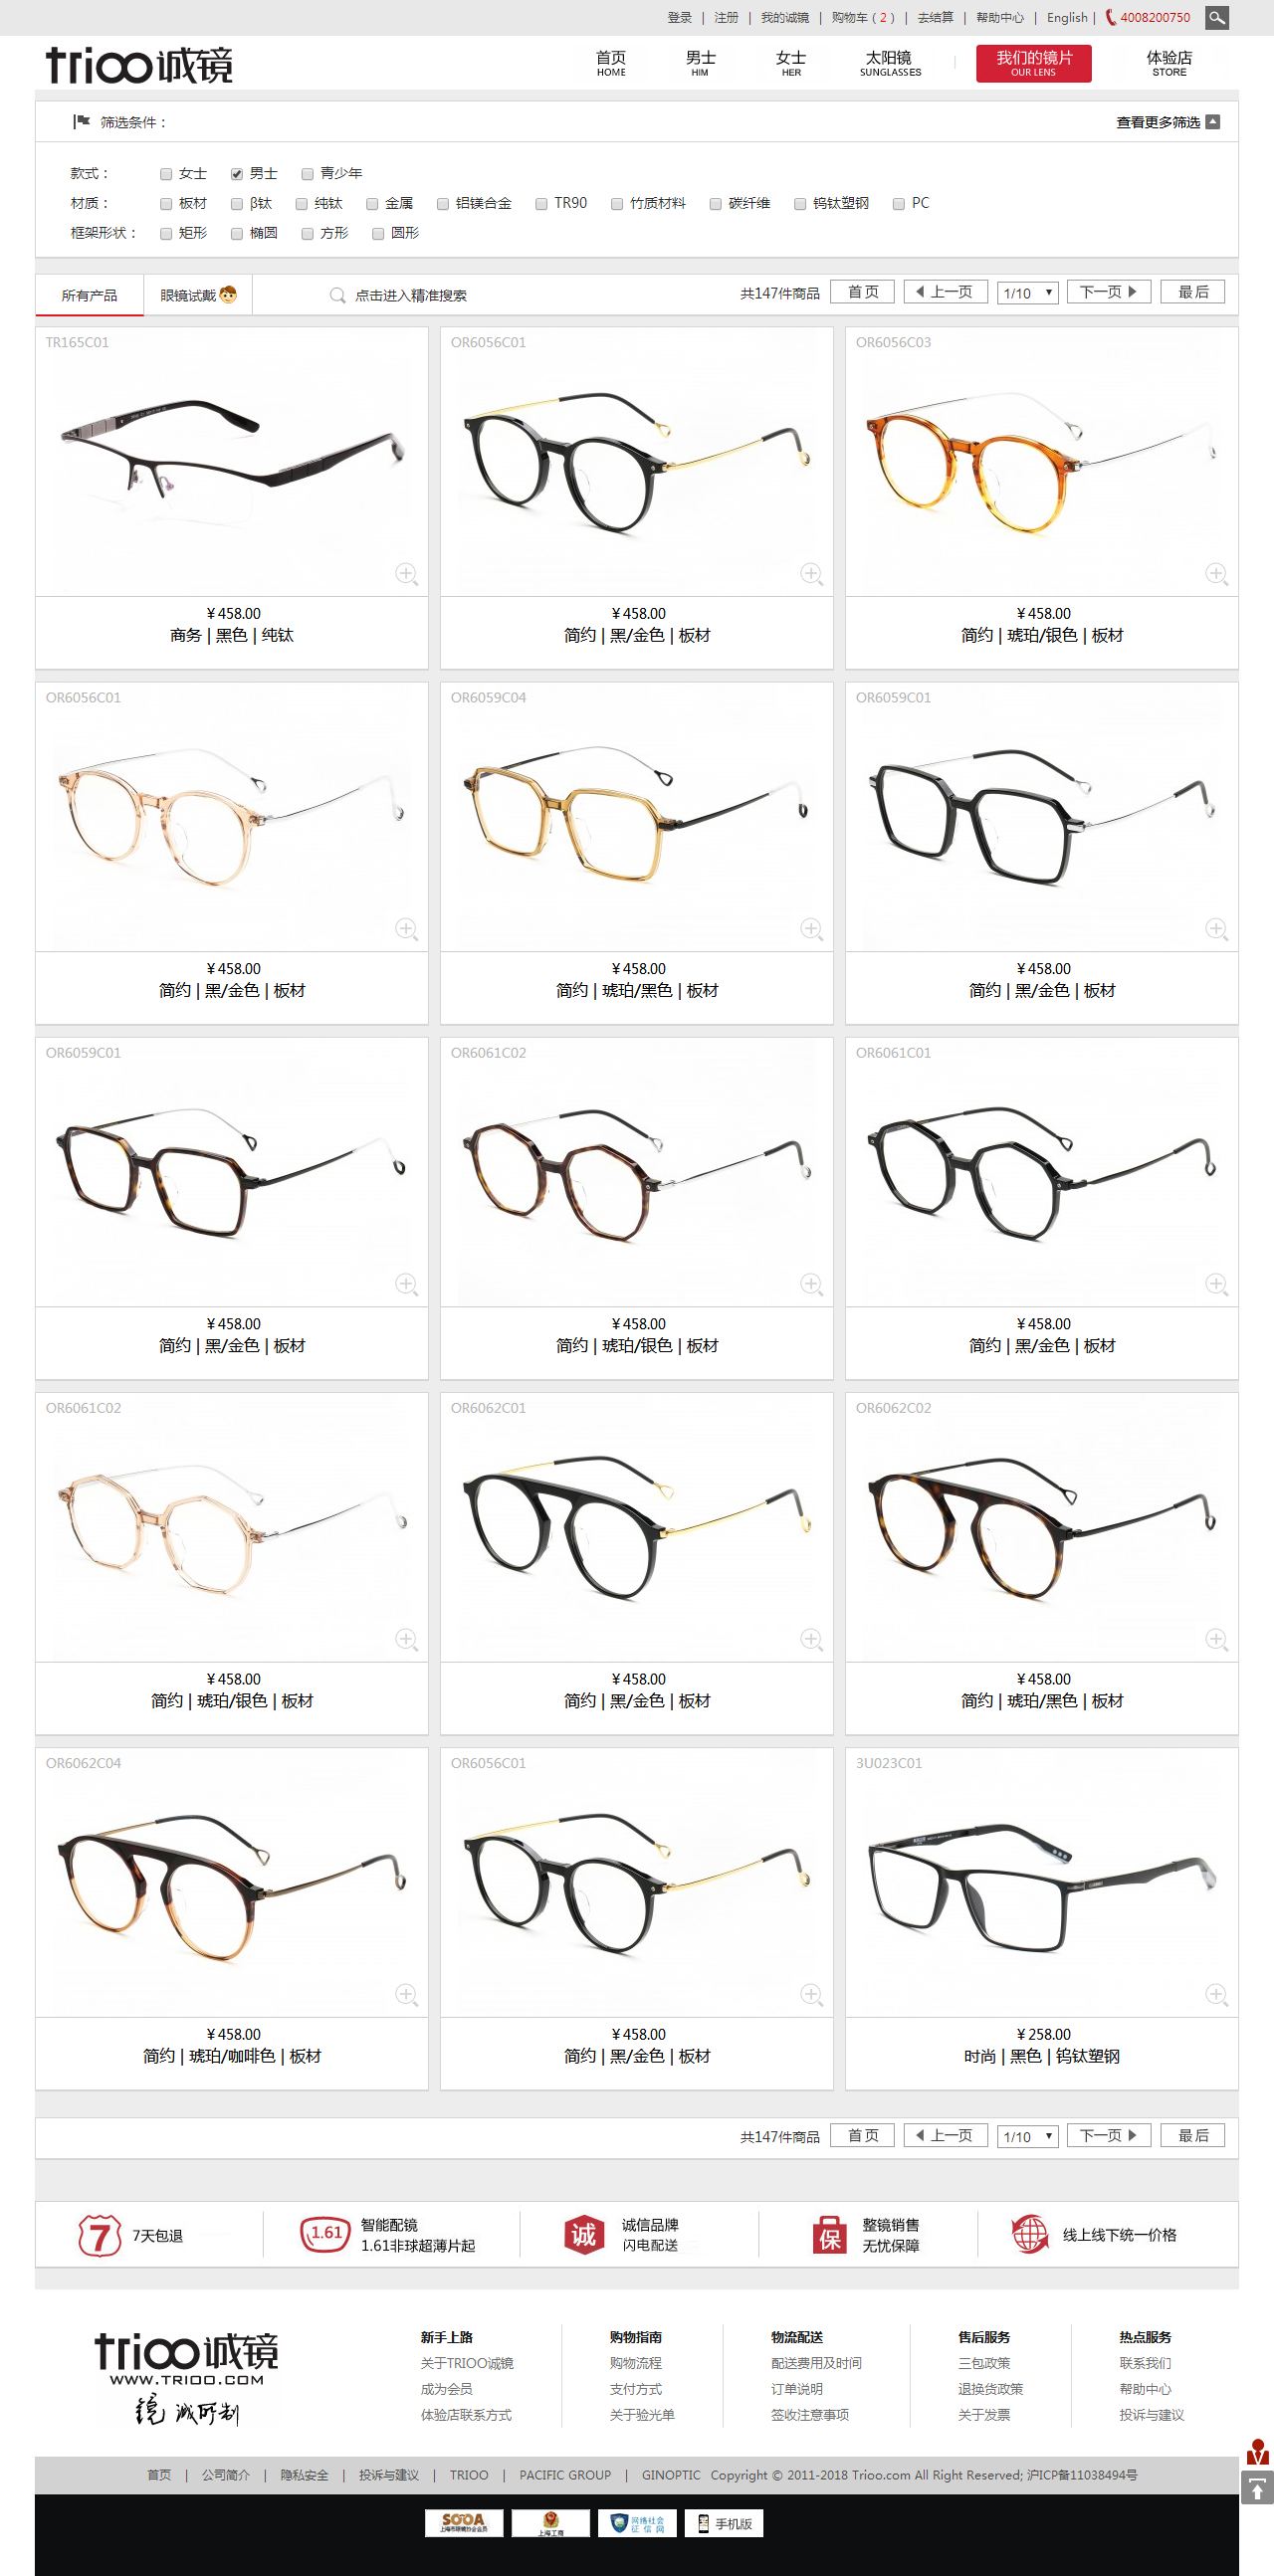 登录 | 注册 | 我的诚镜 | 购物车（2） | 去结算 | 帮助中心 | English | 4008200750
trioo诚镜
首页 男士 女士 太阳镜 我们的镜片 体验店
HOME HIM HER SUNGLASSES OUR LENS STORE
筛选条件： 查看更多筛选
款式： 女士 男士 青少年
材质： 板材 β钛 纯钛 金属 铝镁合金 TR90 竹质材料 碳纤维 钨钛塑钢 PC
框架形状： 矩形 椭圆 方形 圆形
所有产品 眼镜试戴 点击进入精准搜索 共147件商品 首页 上一页 1/10 下一页 最后
TR165C01 OR6056C01 OR6056C03
￥458.00 ￥458.00 ￥458.00
商务 | 黑色 | 纯钛 简约 | 黑/金色 | 板材 简约 | 琥珀/银色 | 板材
OR6056C01 OR6059C04 OR6059C01
￥458.00 ￥458.00 ￥458.00
简约 | 黑/金色 | 板材 简约 | 琥珀/黑色 | 板材 简约 | 黑/金色 | 板材
OR6059C01 OR6061C02 OR6061C01
￥458.00 ￥458.00 ￥458.00
简约 | 黑/金色 | 板材 简约 | 琥珀/银色 | 板材 简约 | 黑/金色 | 板材
OR6061C02 OR6062C01 OR6062C02
￥458.00 ￥458.00 ￥458.00
简约 | 琥珀/银色 | 板材 简约 | 黑/金色 | 板材 简约 | 琥珀/黑色 | 板材
OR6062C04 OR6056C01 3U023C01
￥458.00 ￥458.00 ￥258.00
简约 | 琥珀/咖啡色 | 板材 简约 | 黑/金色 | 板材 时尚 | 黑色 | 钨钛塑钢
共147件商品 首页 上一页 1/10 下一页 最后
7 7天包退
1.61 智能配镜
1.61非球超薄片起
诚 诚信品牌
闪电配送
保 整镜销售
无忧保障
线上线下统一价格
trioo诚镜
WWW.TRIOO.COM
镜 诚所制
新手上路 购物指南 物流配送 售后服务 热点服务
关于TRIOO诚镜 购物流程 配送费用及时间 三包政策 联系我们
成为会员 支付方式 订单说明 退换货政策 帮助中心
体验店联系方式 关于验光单 签收注意事项 关于发票 投诉与建议
首页 | 公司简介 | 隐私安全 | 投诉与建议 | TRIOO | PACIFIC GROUP | GINOPTIC Copyright © 2011-2018 Trioo.com All Right Reserved; 沪ICP备11038494号
SOOA
上海市眼镜协会会员
上海工商
网络社会
征信网
手机版